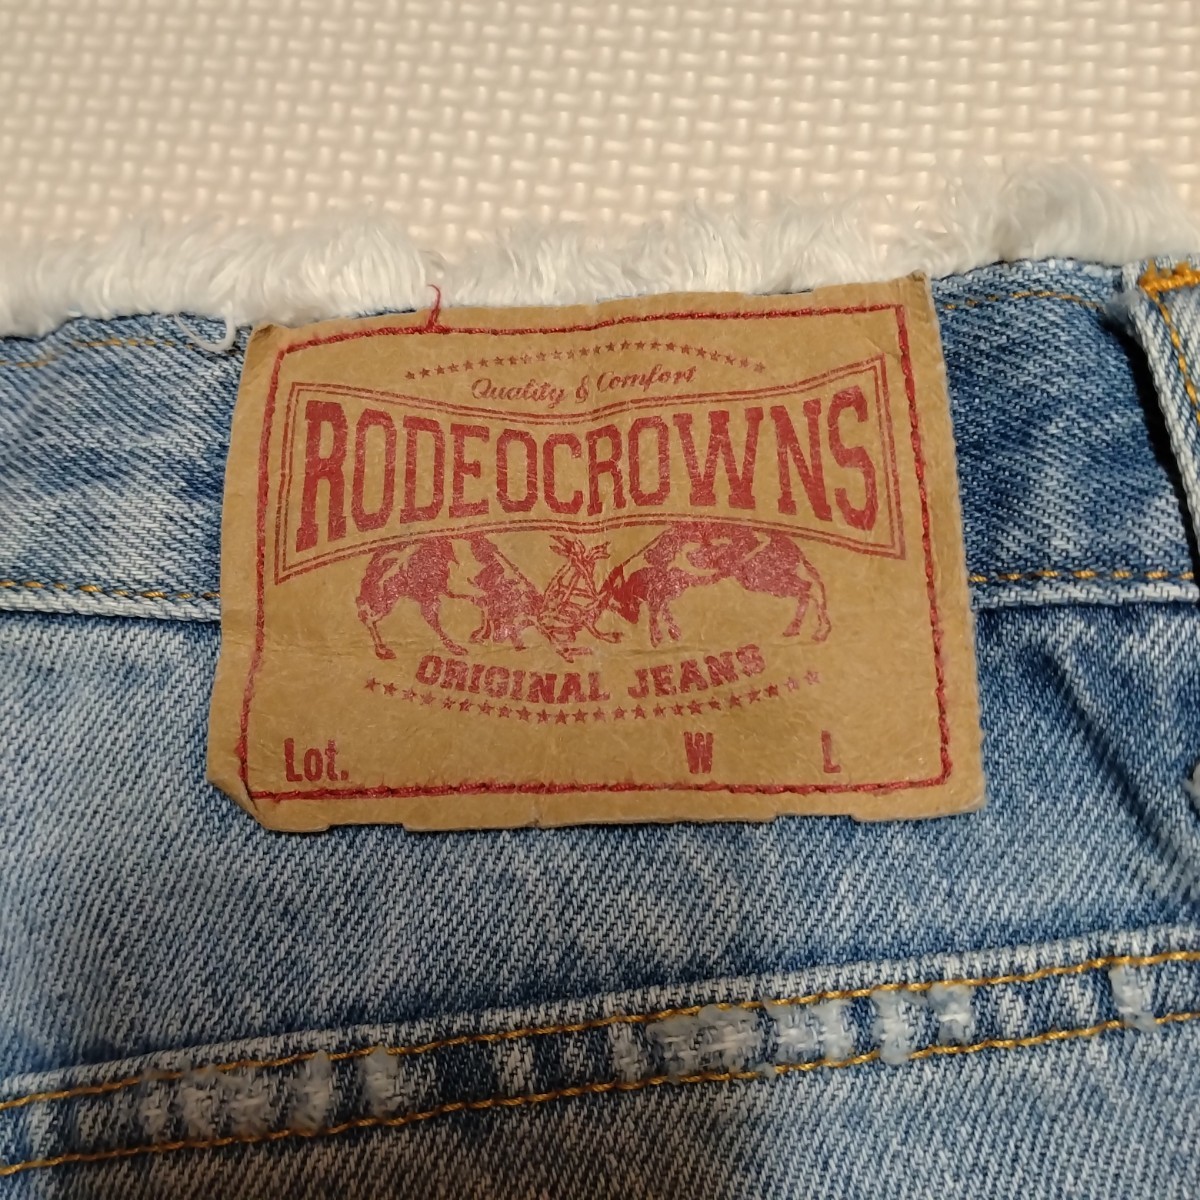 Quality & Comfort
RODEOCROWNS
ORIGINAL JEANS
Lot. W L